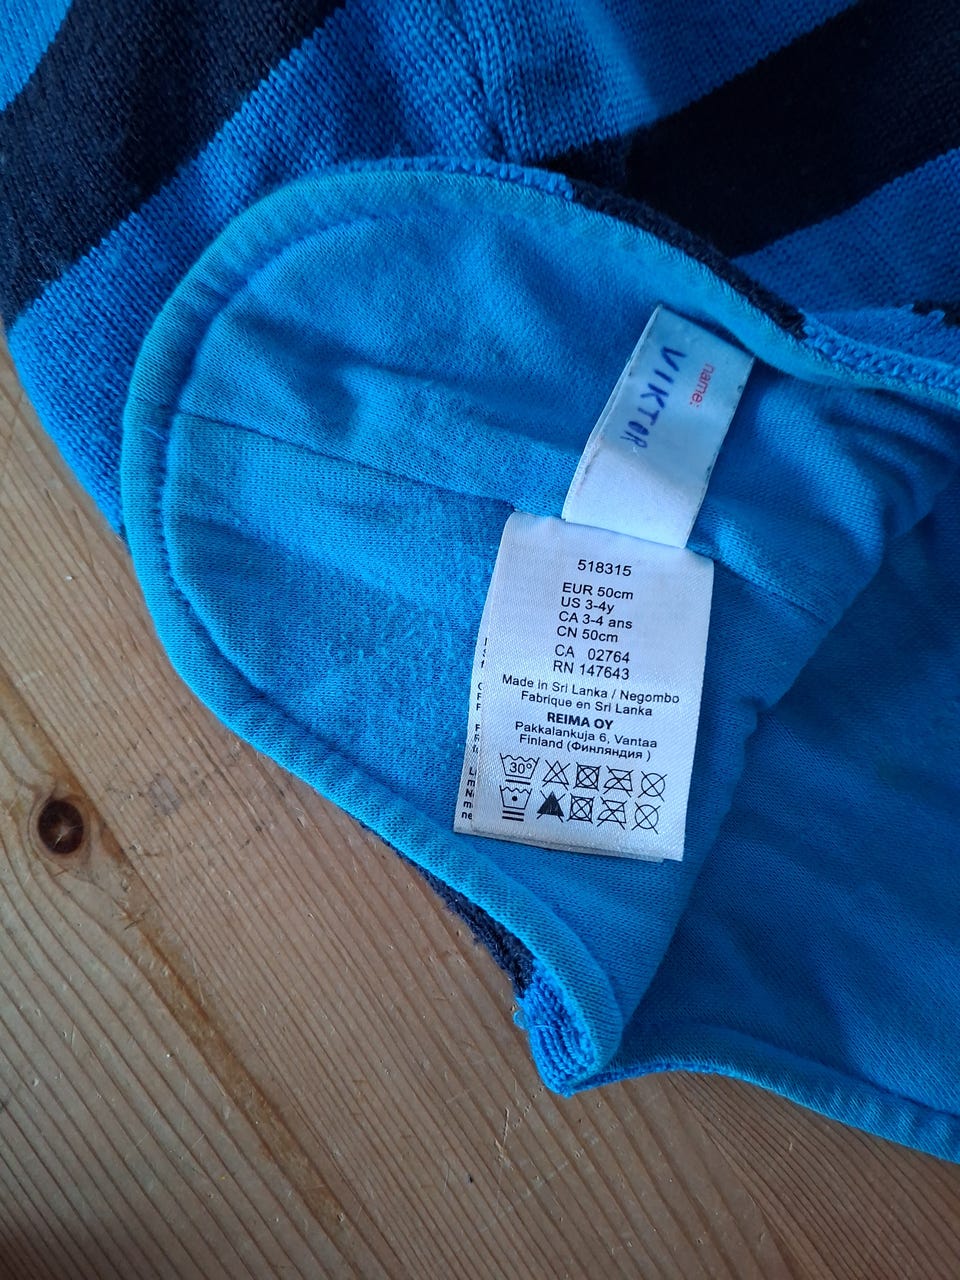 name:
VIKTOR
518315
EUR 50cm
US 3-4y
CA 3-4 ans
CN 50cm
CA 02764
RN 147643
Made in Sri Lanka / Negombo
Fabrique en Sri Lanka
REIMA OY
Pakkalankuja 6, Vantaa
Finland (Финляндия )
30°